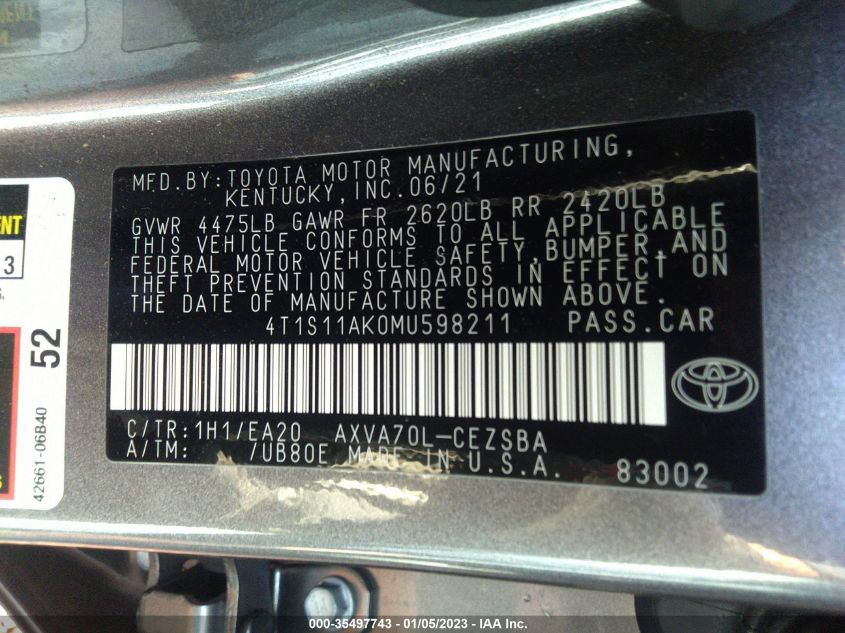 MFD.BY:TOYOTA MOTOR MANUFACTURING,
KENTUCKY,INC.06/21
GVWR 4475LB GAWR FR 2620LB RR 2420LB
THIS VEHICLE CONFORMS TO ALL APPLICABLE
FEDERAL MOTOR VEHICLE SAFETY,BUMPER,AND
THEFT PREVENTION STANDARDS IN EFFECT ON
THE DATE OF MANUFACTURE SHOWN ABOVE.
4T1S11AK0MU598211 PASS.CAR
C/TR:1H1/EA20 AXVA70L-CEZSBA
A/TM: /UB80E MADE IN U.S.A. 83002
3
52
42661-06B40
000-35497743 - 01/05/2023 - IAA Inc.